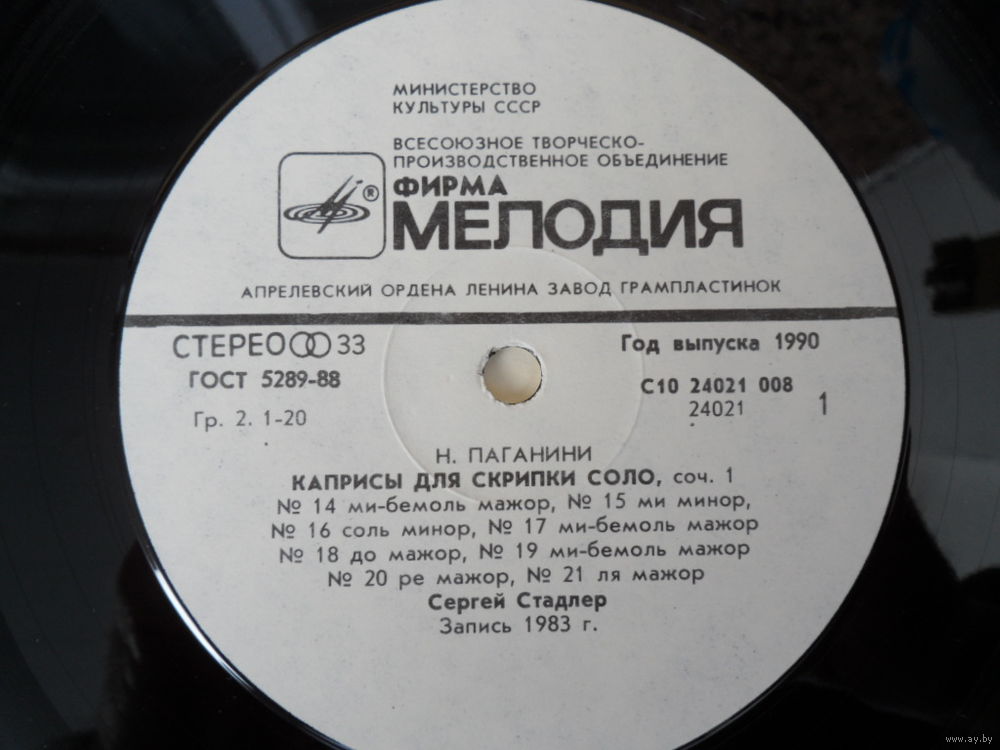 МИНИСТЕРСТВО
КУЛЬТУРЫ СССР
ВСЕСОЮЗНОЕ ТВОРЧЕСКО-
ПРОИЗВОДСТВЕННОЕ ОБЪЕДИНЕНИЕ
®
ФИРМА
МЕЛОДИЯ
АПРЕЛЕВСКИЙ ОРДЕНА ЛЕНИНА ЗАВОД ГРАМПЛАСТИНОК
СТЕРЕО 33
Год выпуска 1990
ГОСТ 5289-88
С10 24021 008
Гр. 2. 1-20
24021 1
Н. ПАГАНИНИ
КАПРИСЫ ДЛЯ СКРИПКИ СОЛО, соч. 1
№ 14 ми-бемоль мажор, № 15 ми минор,
№ 16 соль минор, № 17 ми-бемоль мажор
№ 18 до мажор, № 19 ми-бемоль мажор
№ 20 ре мажор, № 21 ля мажор
Сергей Стадлер
Запись 1983 г.
www.ay.by